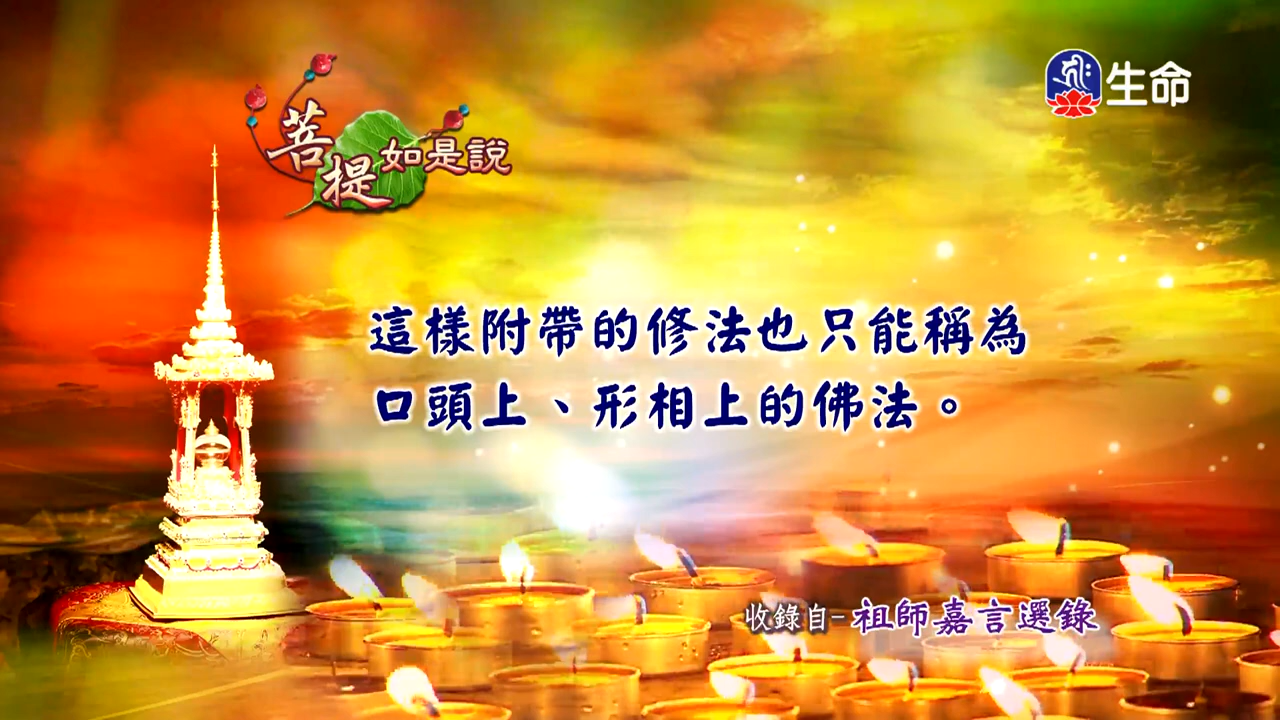 菩提如是說
生命
這樣附帶的修法也只能稱為
口頭上、形相上的佛法。
收錄自-祖師嘉言選錄